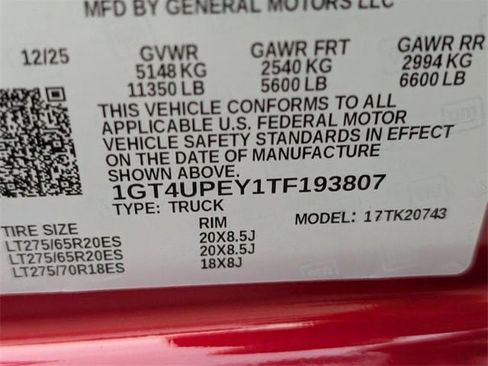 MFD BY GENERAL MOTORS LLC
12/25 GVWR GAWR FRT GAWR RR
5148 KG 2540 KG 2994 KG
11350 LB 5600 LB 6600 LB
THIS VEHICLE CONFORMS TO ALL
APPLICABLE U.S. FEDERAL MOTOR
VEHICLE SAFETY STANDARDS IN EFFECT
ON THE DATE OF MANUFACTURE
SHOWN ABOVE.
1GT4UPEY1TF193807
TYPE: TRUCK MODEL: 17TK20743
TIRE SIZE RIM
LT275/65R20ES 20X8.5J
LT275/65R20ES 20X8.5J
LT275/70R18ES 18X8J